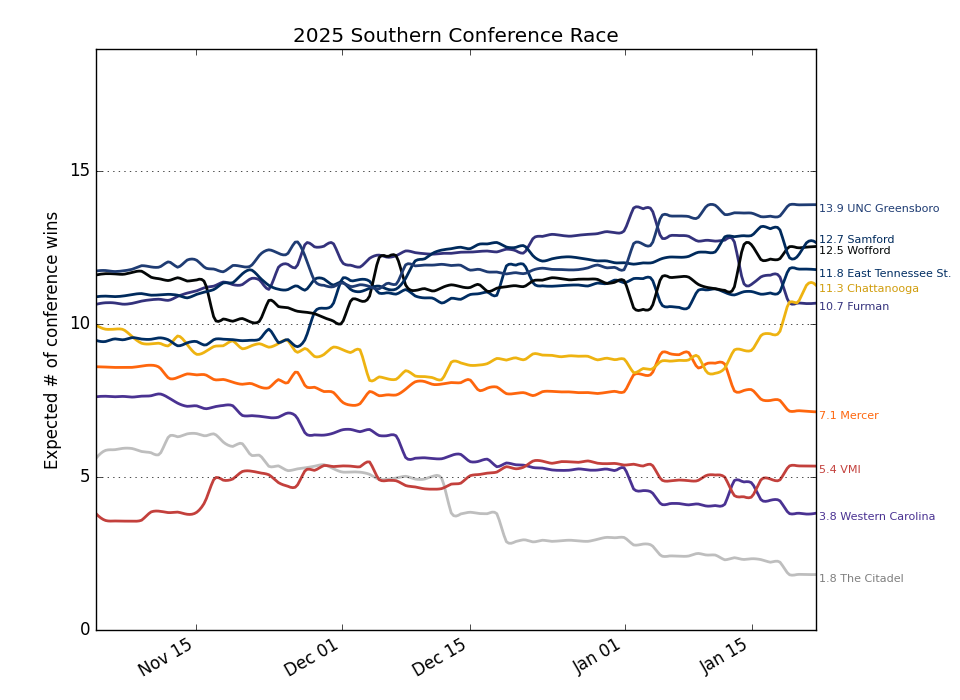 2025 Southern Conference Race
Expected # of conference wins
15
10
5
0
13.9 UNC Greensboro
12.7 Samford
12.5 Wofford
11.8 East Tennessee St.
11.3 Chattanooga
10.7 Furman
7.1 Mercer
5.4 VMI
3.8 Western Carolina
1.8 The Citadel
Nov 15
Dec 01
Dec 15
Jan 01
Jan 15